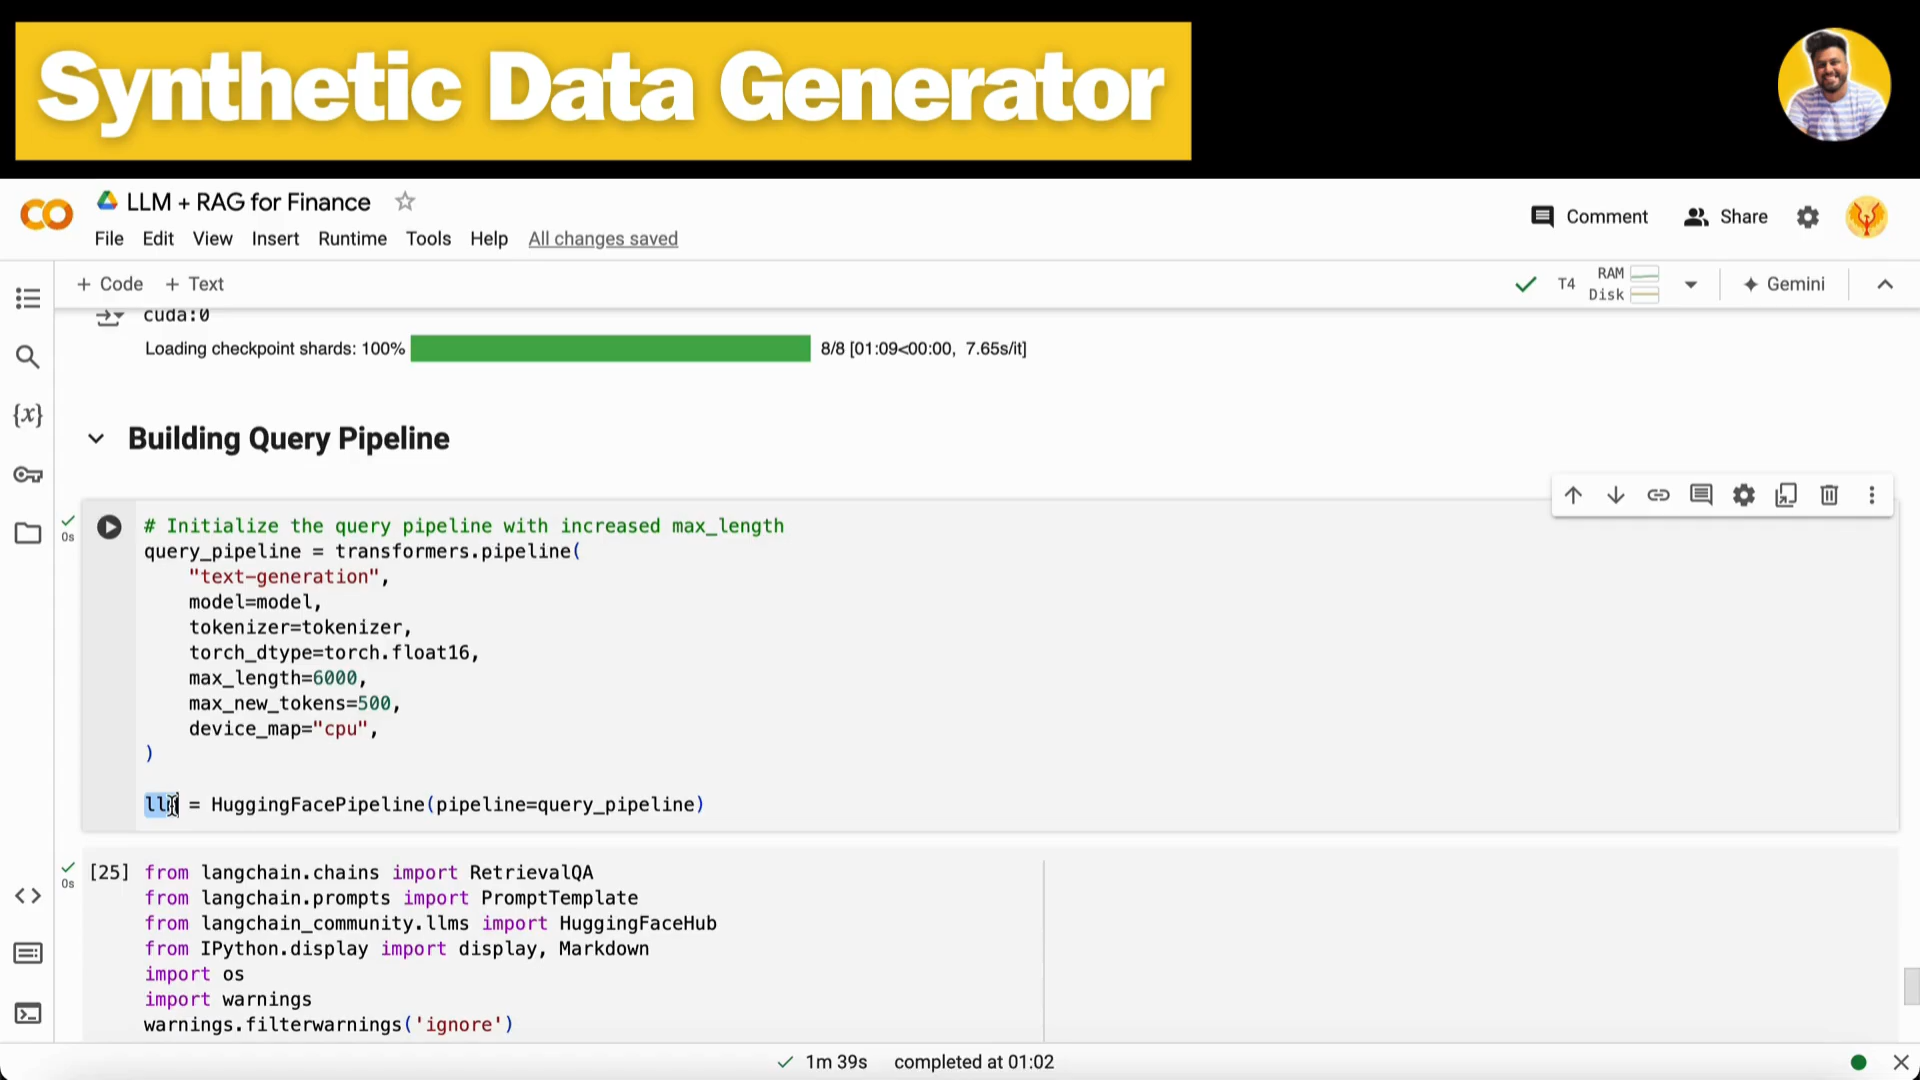 Synthetic Data Generator
CO LLM + RAG for Finance
Comment Share
File Edit View Insert Runtime Tools Help All changes saved
+ Code + Text
T4 RAM Disk Gemini
cuda:0
Loading checkpoint shards: 100% 8/8 [01:09<00:00, 7.65s/it]
{x}
Building Query Pipeline
0s
# Initialize the query pipeline with increased max_length
query_pipeline = transformers.pipeline(
"text-generation",
model=model,
tokenizer=tokenizer,
torch_dtype=torch.float16,
max_length=6000,
max_new_tokens=500,
device_map="cpu",
)
llm = HuggingFacePipeline(pipeline=query_pipeline)
0s
[25] from langchain.chains import RetrievalQA
from langchain.prompts import PromptTemplate
from langchain_community.llms import HuggingFaceHub
from IPython.display import display, Markdown
import os
import warnings
warnings.filterwarnings('ignore')
1m 39s completed at 01:02